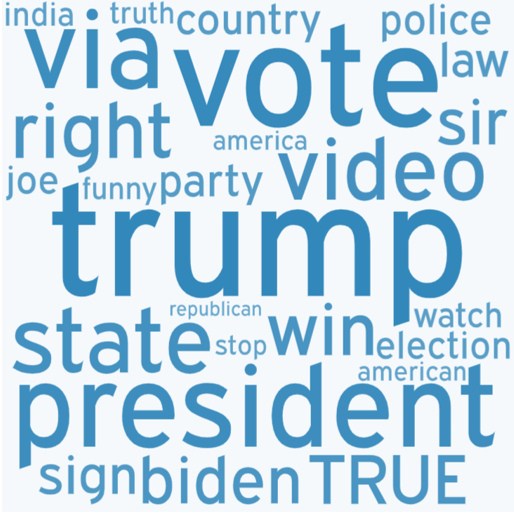 india truth country police
via vote law
right america sir
joe funny party video
trump
republican
state stop win watch
election
american
president
sign biden TRUE